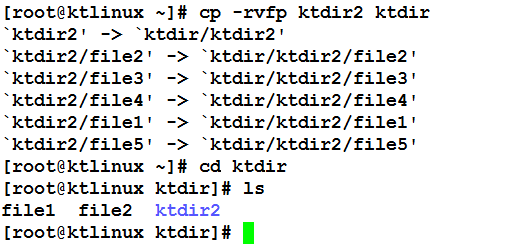 [root@ktlinux ~]# cp -rvfp ktdir2 ktdir
`ktdir2' -> `ktdir/ktdir2'
`ktdir2/file2' -> `ktdir/ktdir2/file2'
`ktdir2/file3' -> `ktdir/ktdir2/file3'
`ktdir2/file4' -> `ktdir/ktdir2/file4'
`ktdir2/file1' -> `ktdir/ktdir2/file1'
`ktdir2/file5' -> `ktdir/ktdir2/file5'
[root@ktlinux ~]# cd ktdir
[root@ktlinux ktdir]# ls
file1  file2  ktdir2
[root@ktlinux ktdir]#